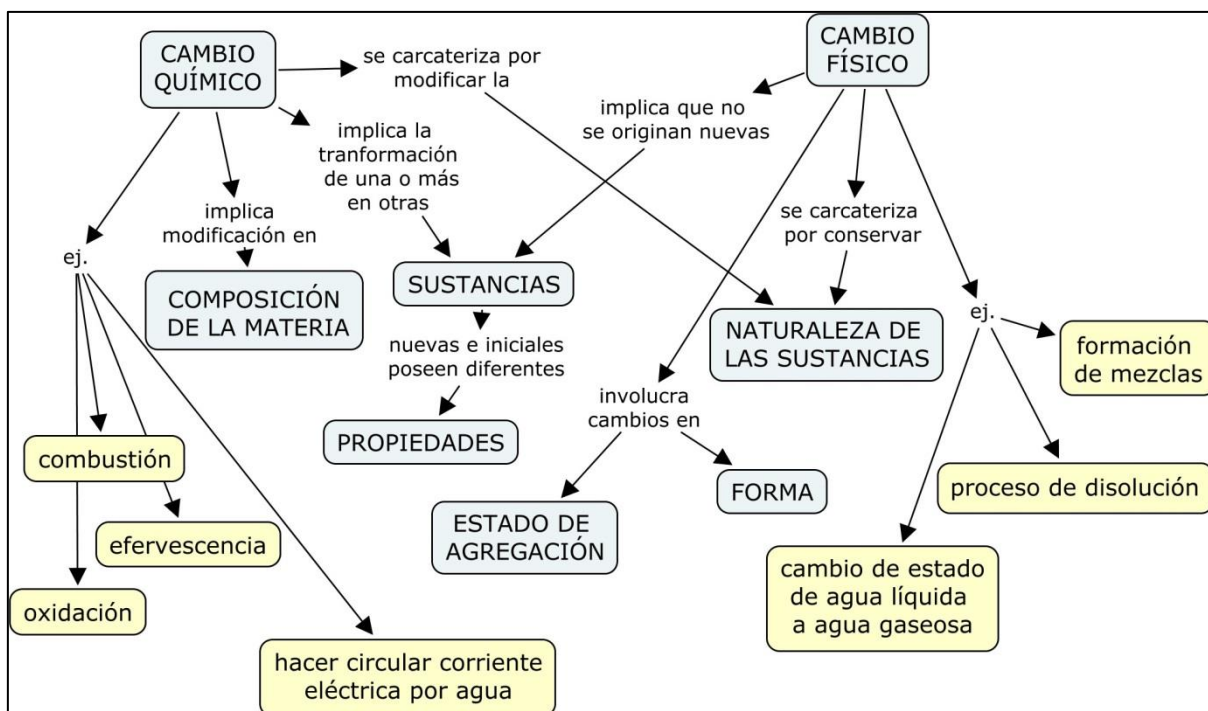 CAMBIO
QUÍMICO
se carcateriza por
modificar la
CAMBIO
FÍSICO
implica que no
se originan nuevas
implica la
tranformación
de una o más
en otras
implica
modificación en
se carcateriza
por conservar
ej.
COMPOSICIÓN
DE LA MATERIA
SUSTANCIAS
NATURALEZA DE
LAS SUSTANCIAS
ej.
formación
de mezclas
nuevas e iniciales
poseen diferentes
involucra
cambios en
PROPIEDADES
combustión
FORMA
proceso de disolución
ESTADO DE
AGREGACIÓN
efervescencia
cambio de estado
de agua líquida
a agua gaseosa
oxidación
hacer circular corriente
eléctrica por agua